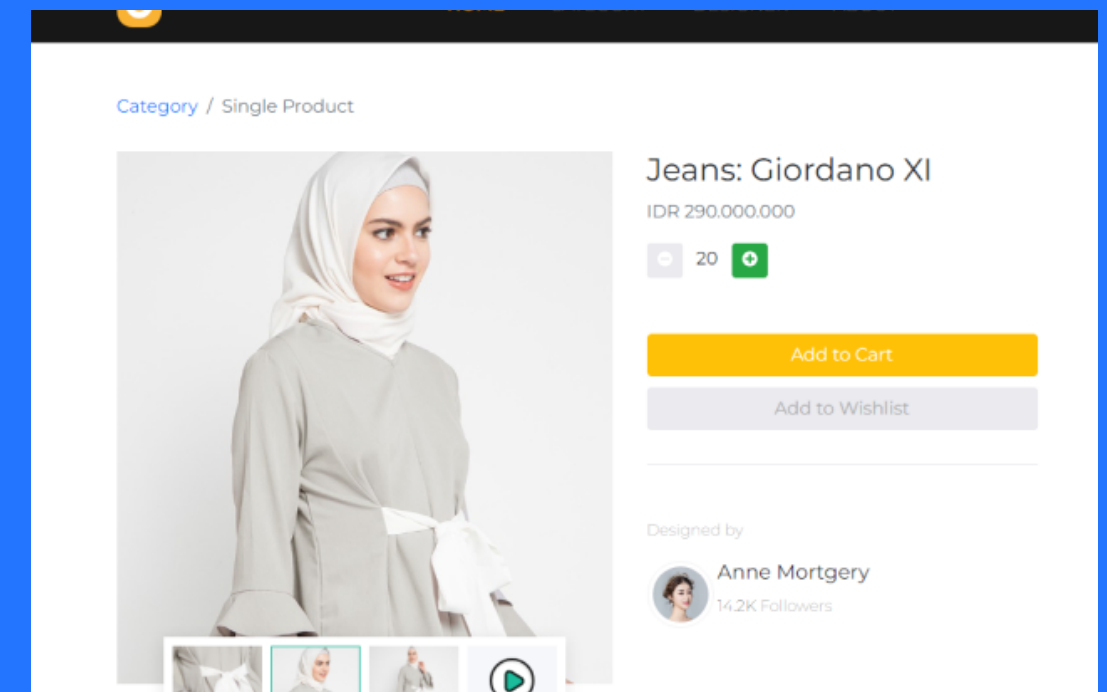 Category / Single Product
Jeans: Giordano XI
IDR 290.000.000
20
Add to Cart
Add to Wishlist
Designed by
Anne Mortgery
14.2K Followers